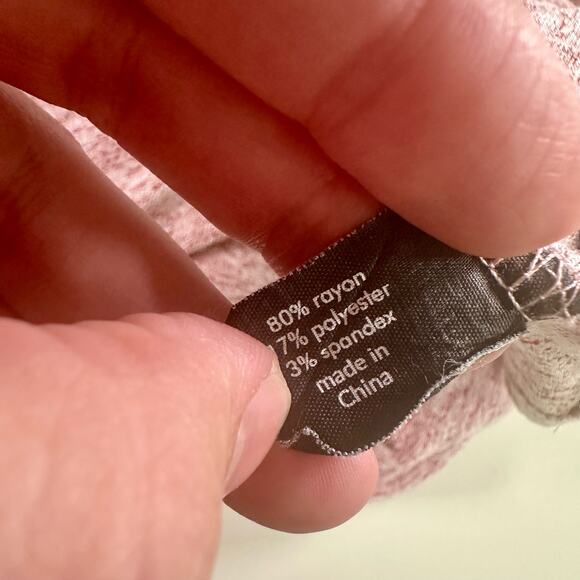 80% rayon
7% polyester
3% spandex
made in
China